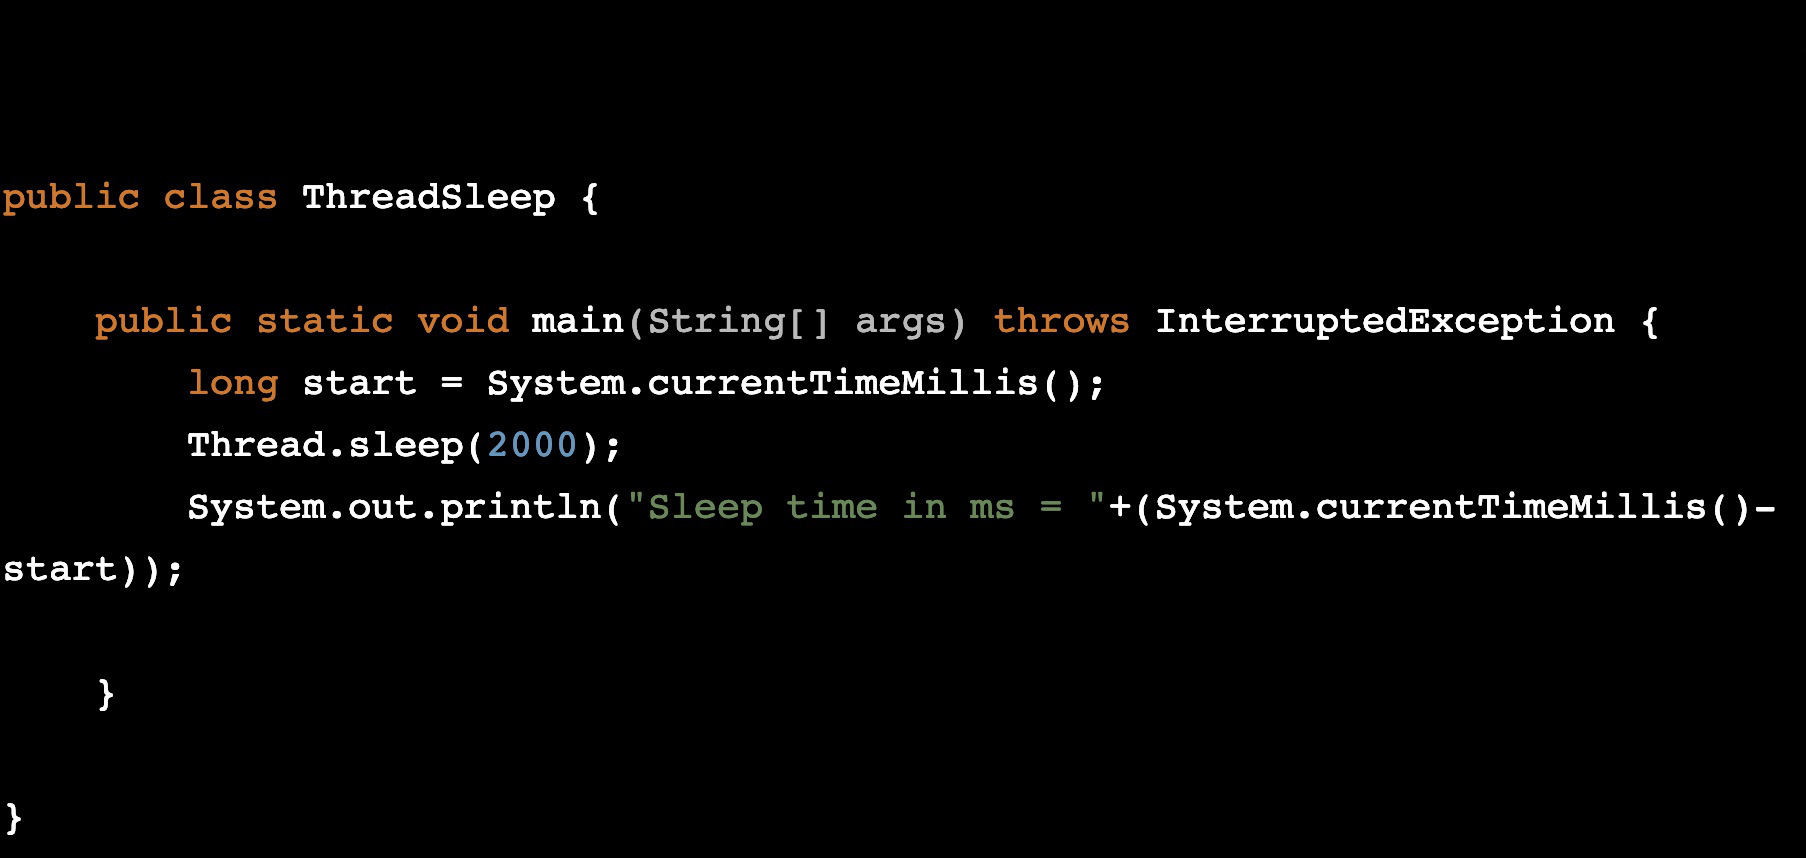 public class ThreadSleep {
    public static void main(String[] args) throws InterruptedException {
        long start = System.currentTimeMillis();
        Thread.sleep(2000);
        System.out.println("Sleep time in ms = "+(System.currentTimeMillis()-
start));
    }
}